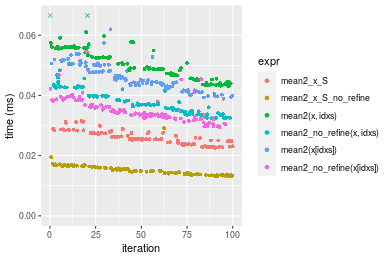 time (ms)
0.06
0.04
0.02
0.00
0
25
50
75
100
iteration
expr
mean2_x_S
mean2_x_S_no_refine
mean2(x, idxs)
mean2_no_refine(x, idxs)
mean2(x[idxs])
mean2_no_refine(x[idxs])